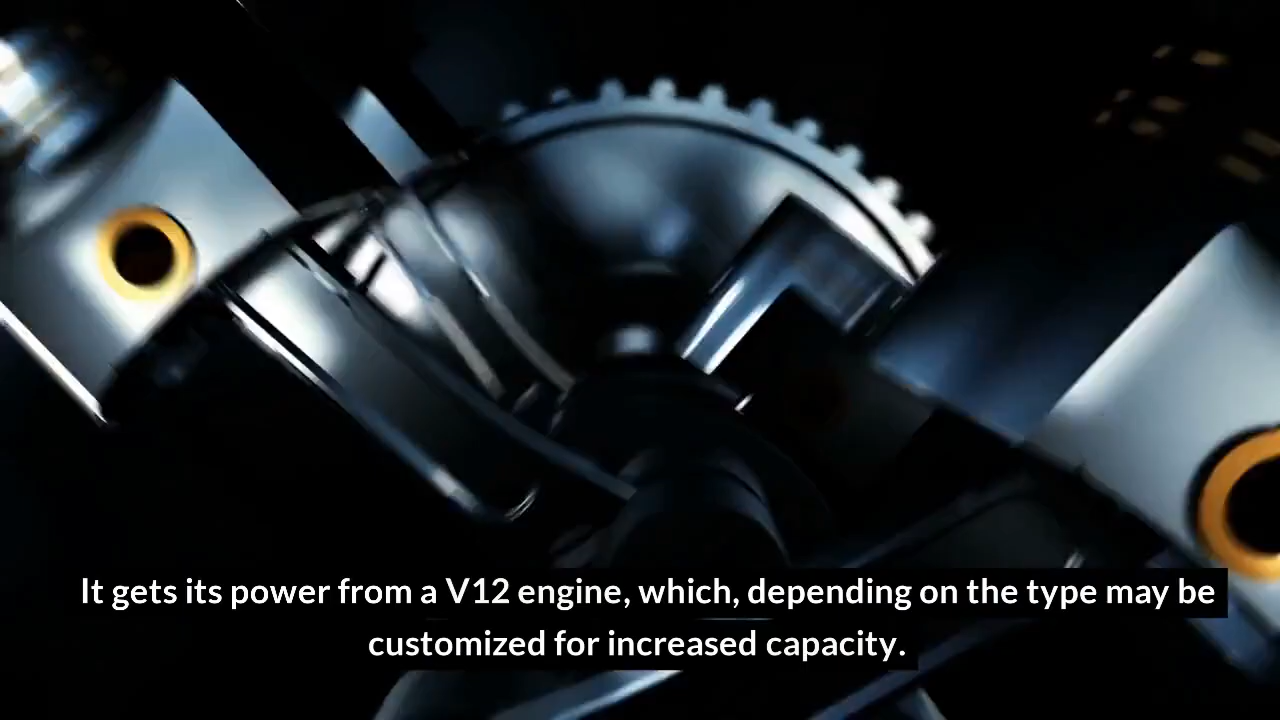 It gets its power from a V12 engine, which, depending on the type may be
customized for increased capacity.